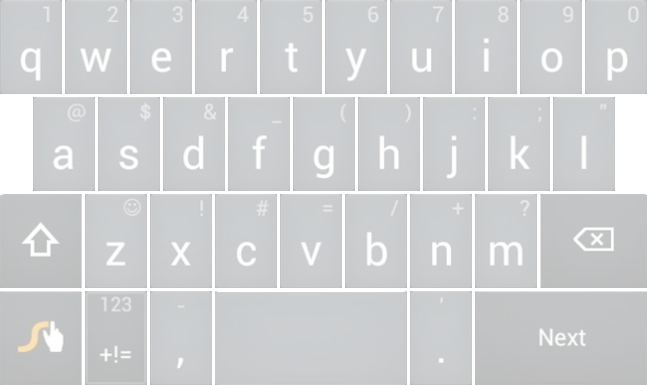 1 2 3 4 5 6 7 8 9 0
q w e r t y u i o p
@ $ & _ ( ) : ; "
a s d f g h j k l
☺ ! # = / + ?
z x c v b n m
123 - '
+!= , . Next